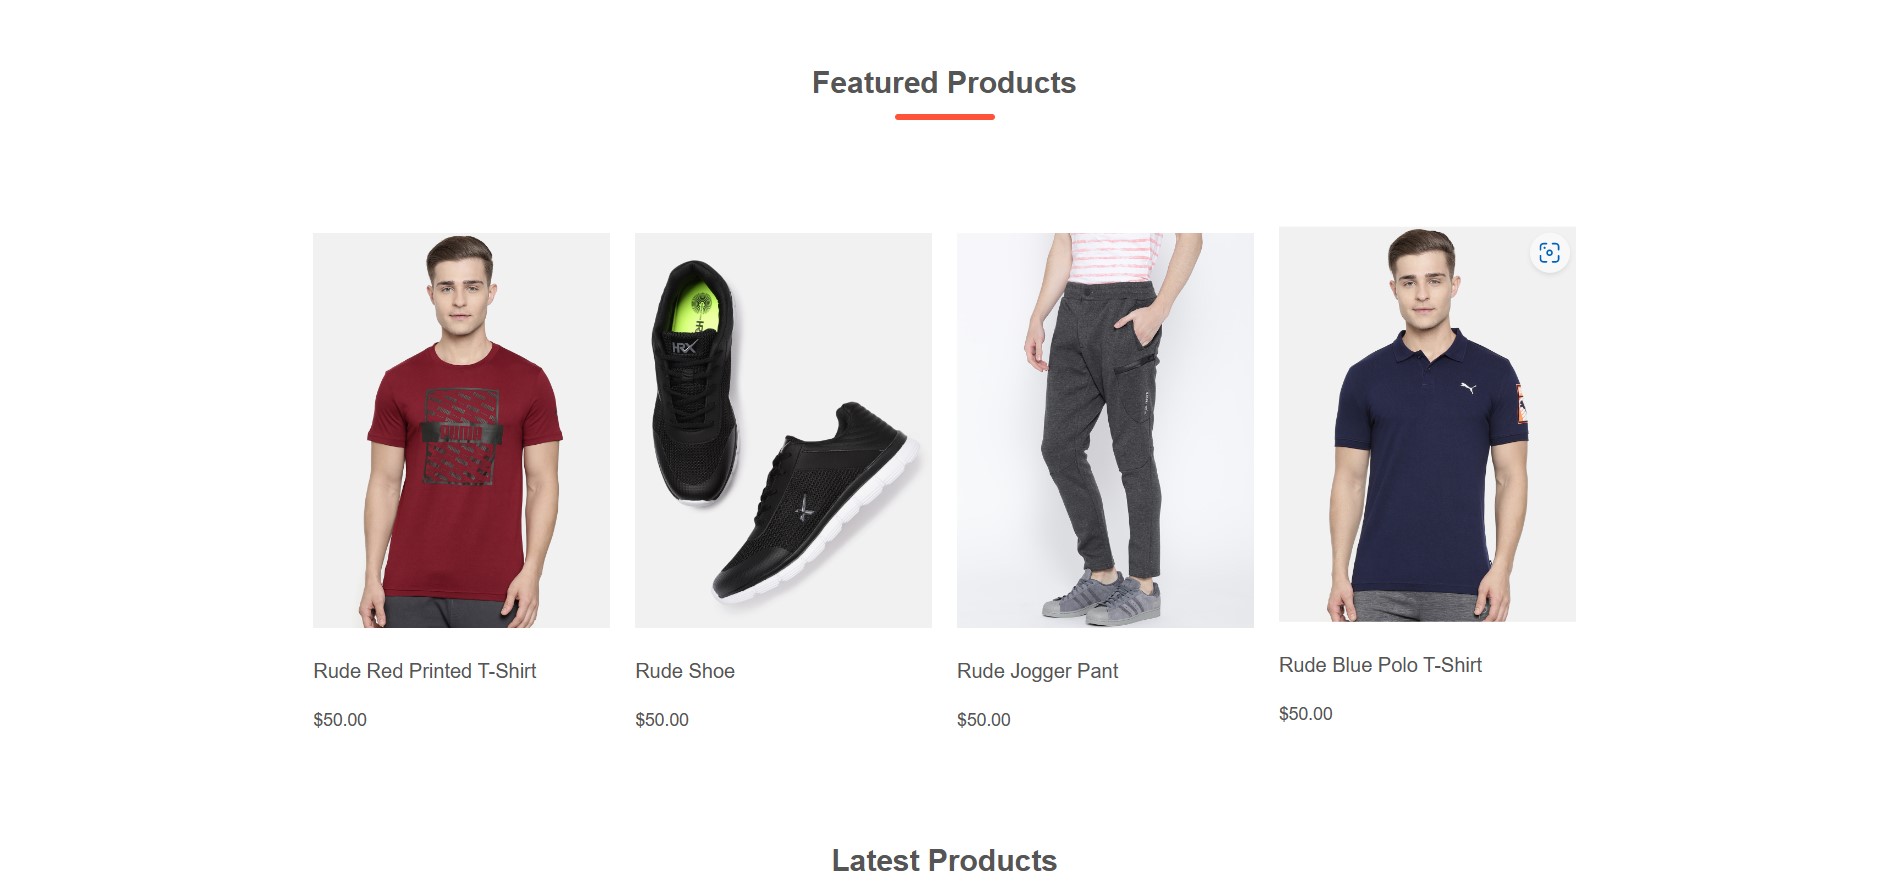 Featured Products
HRX
HRX
PUMA
Rude Red Printed T-Shirt
Rude Shoe
Rude Jogger Pant
Rude Blue Polo T-Shirt
$50.00
$50.00
$50.00
$50.00
Latest Products